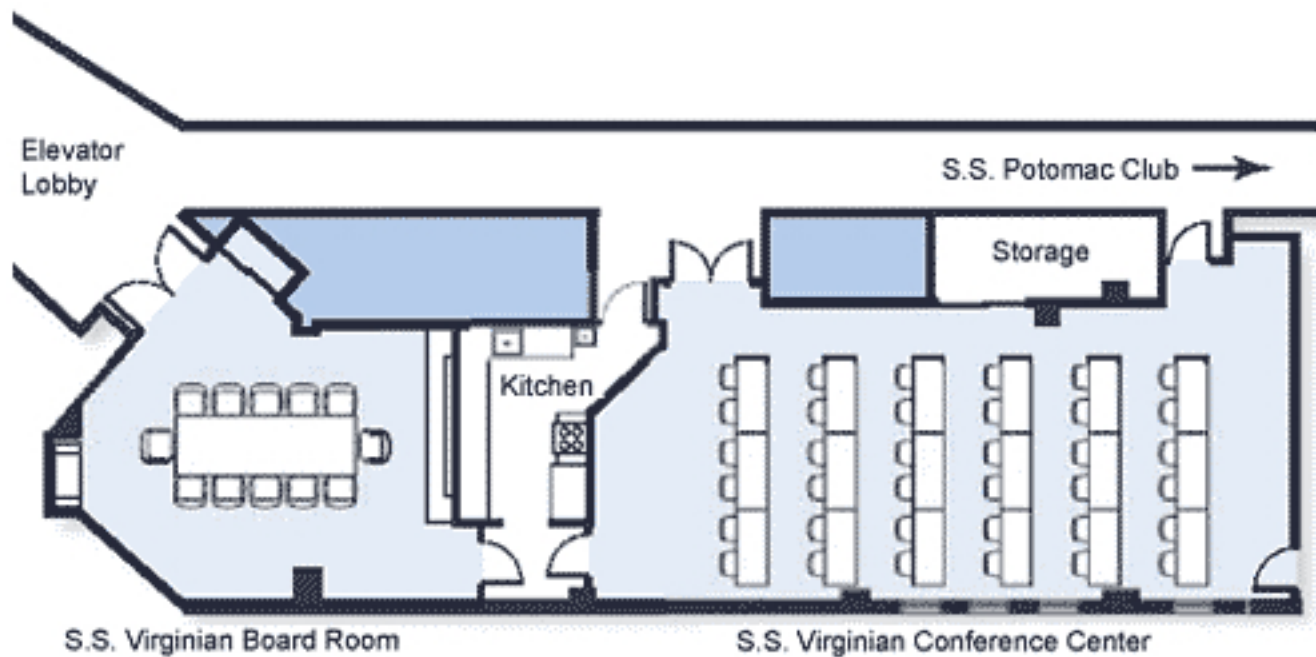 Elevator
Lobby
S.S. Potomac Club
Storage
Kitchen
S.S. Virginian Board Room
S.S. Virginian Conference Center